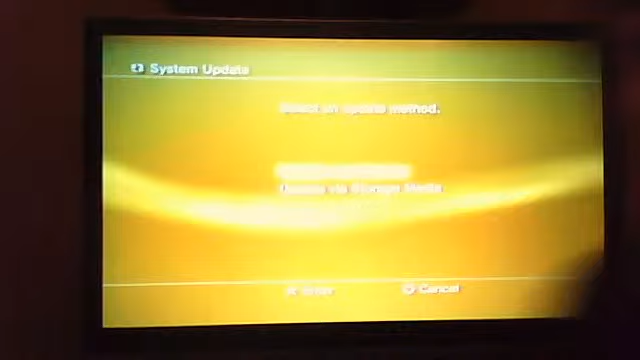 System Update
Select an update method.
Update via Storage Media
Enter
Cancel